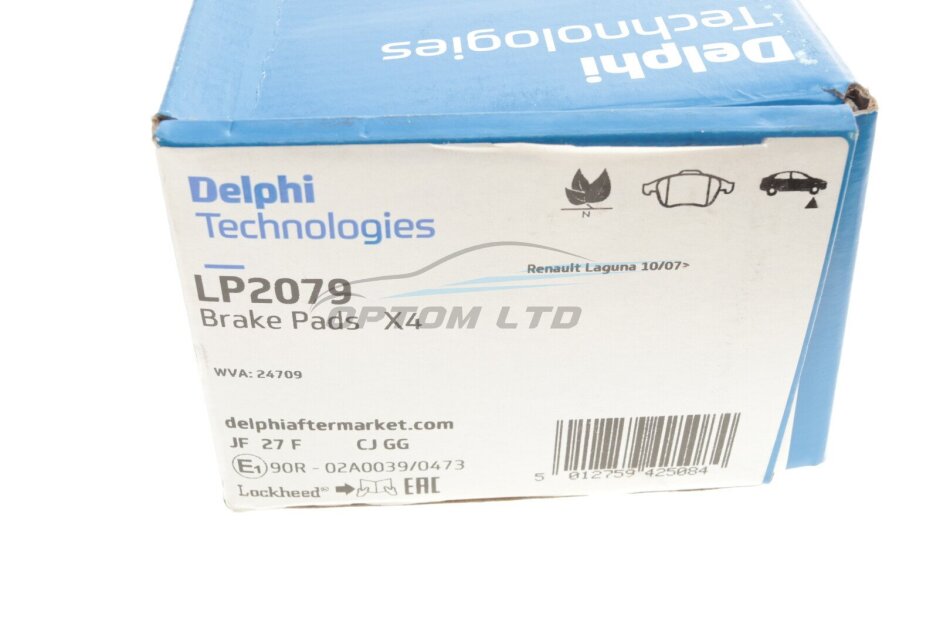 Delphi
Technologies
Delphi
Technologies
N
Renault Laguna 10/07>
LP2079
Brake Pads X4
OPTOM LTD
WVA: 24709
delphiaftermarket.com
JF 27 F CJ GG
E1 90R - 02A0039/0473
Lockheed® EAC
5 012759 425084